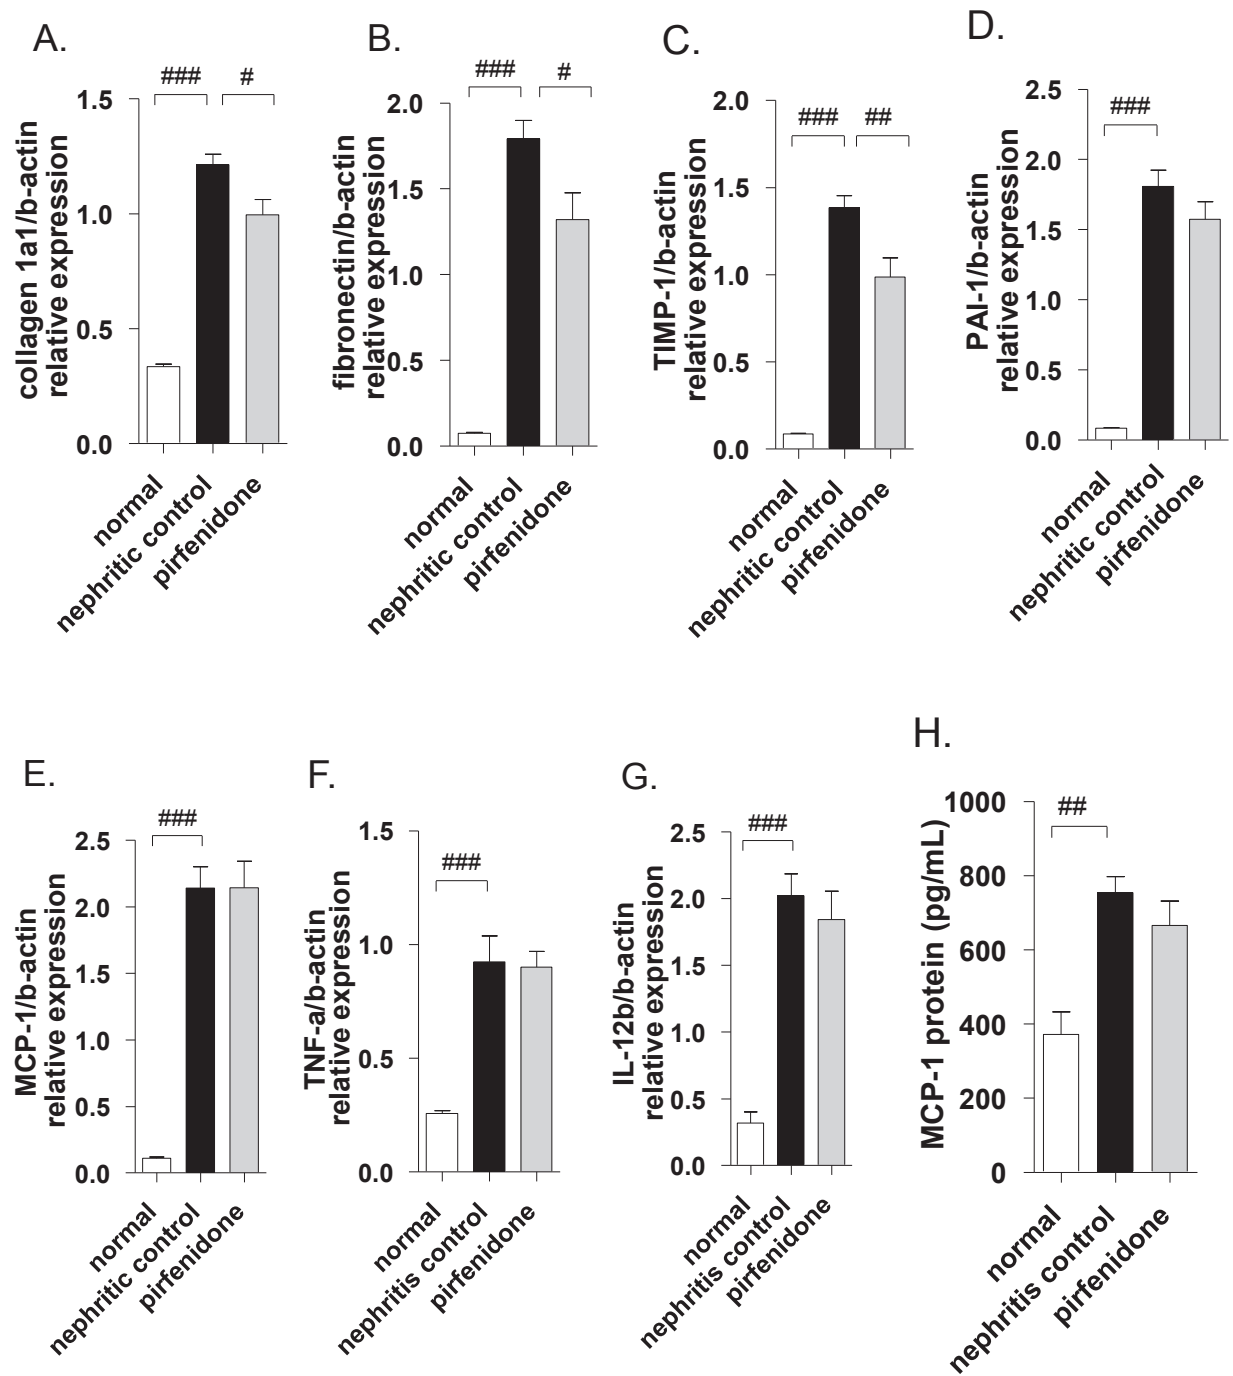 A.
###
#
collagen 1a1/b-actin
relative expression
1.5
1.0
0.5
0.0
normal
nephritic control
pirfenidone
B.
###
#
fibronectin/b-actin
relative expression
2.0
1.5
1.0
0.5
0.0
normal
nephritic control
pirfenidone
C.
###
##
TIMP-1/b-actin
relative expression
2.0
1.5
1.0
0.5
0.0
normal
nephritic control
pirfenidone
D.
###
PAI-1/b-actin
relative expression
2.5
2.0
1.5
1.0
0.5
0.0
normal
nephritic control
pirfenidone
E.
###
MCP-1/b-actin
relative expression
2.5
2.0
1.5
1.0
0.5
0.0
normal
nephritic control
pirfenidone
F.
###
TNF-a/b-actin
relative expression
1.5
1.0
0.5
0.0
normal
nephritis control
pirfenidone
G.
###
IL-12b/b-actin
relative expression
2.5
2.0
1.5
1.0
0.5
0.0
normal
nephritis control
pirfenidone
H.
##
MCP-1 protein (pg/mL)
1000
800
600
400
200
0
normal
nephritis control
pirfenidone